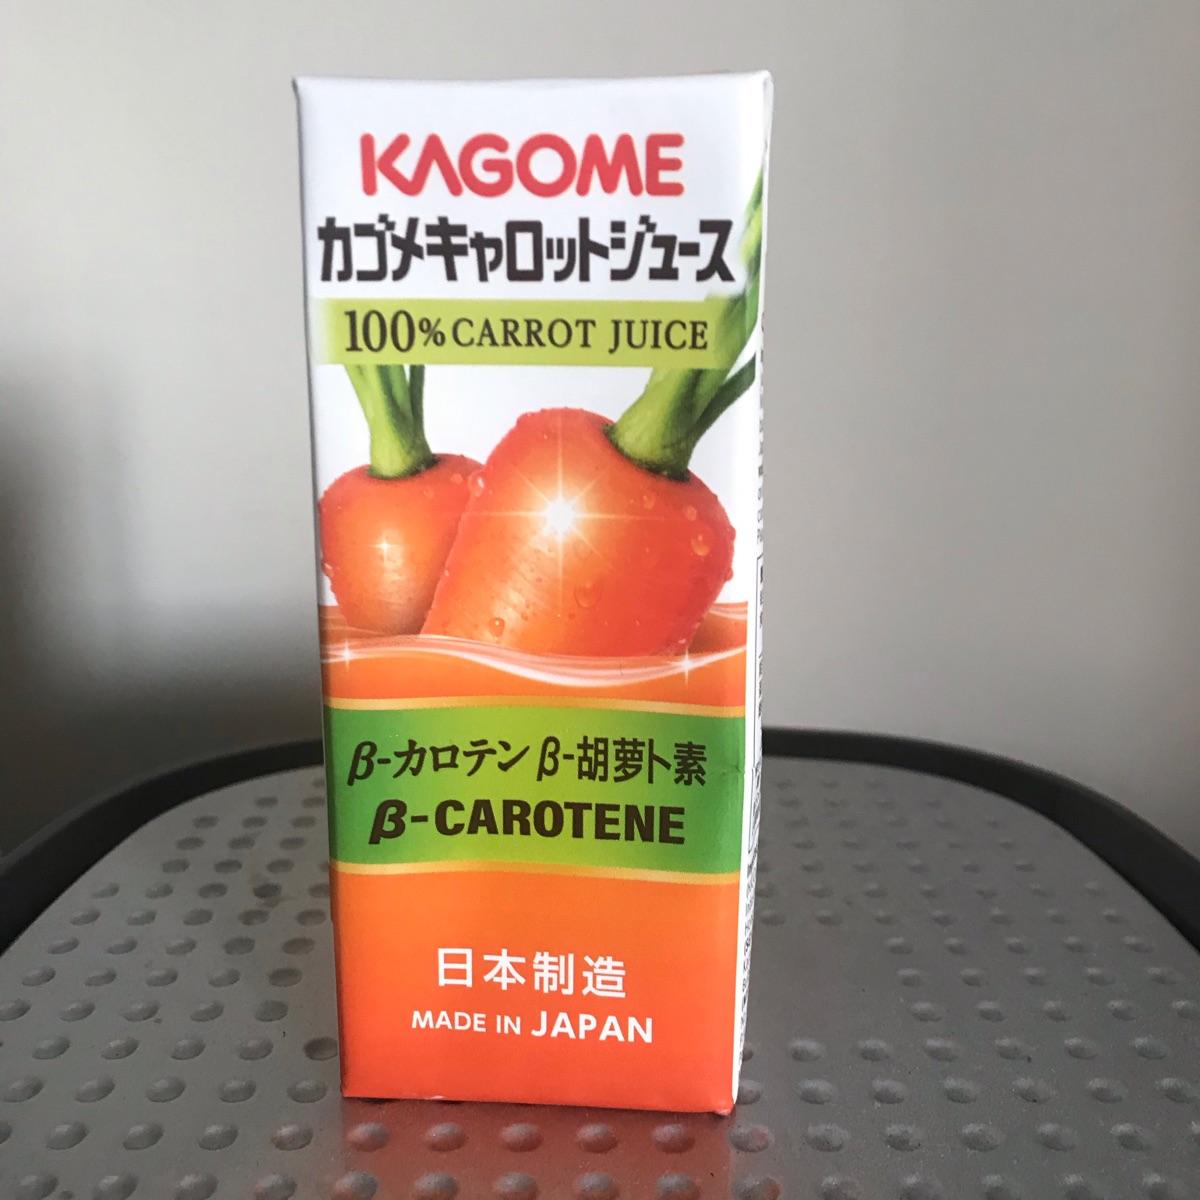 KAGOME
カゴメキャロットジュース
100% CARROT JUICE
β-カロテン β-胡萝卜素
β-CAROTENE
日本制造
MADE IN JAPAN